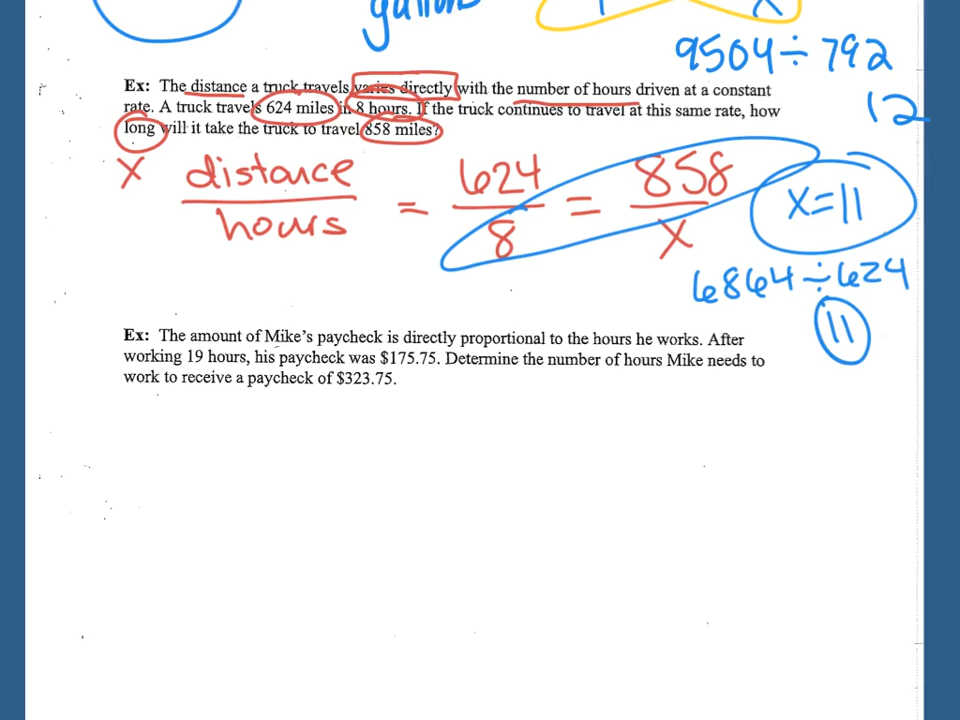 gallons
x
9504 ÷ 792
12
Ex: The distance a truck travels varies directly with the number of hours driven at a constant
rate. A truck travels 624 miles in 8 hours. If the truck continues to travel at this same rate, how
long will it take the truck to travel 858 miles?
x distance/hours = 624/8 = 858/x x=11
6864 ÷ 624
11
Ex: The amount of Mike's paycheck is directly proportional to the hours he works. After
working 19 hours, his paycheck was $175.75. Determine the number of hours Mike needs to
work to receive a paycheck of $323.75.